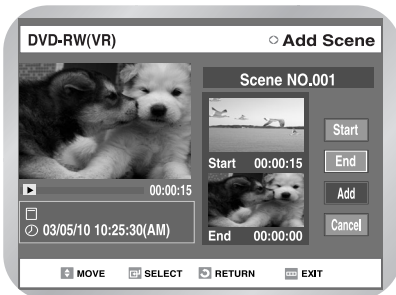 DVD-RW(VR)
Add Scene
Scene NO.001
Start 00:00:15
Start
End
00:00:15
Add
03/05/10 10:25:30(AM)
End 00:00:00
Cancel
MOVE SELECT RETURN EXIT